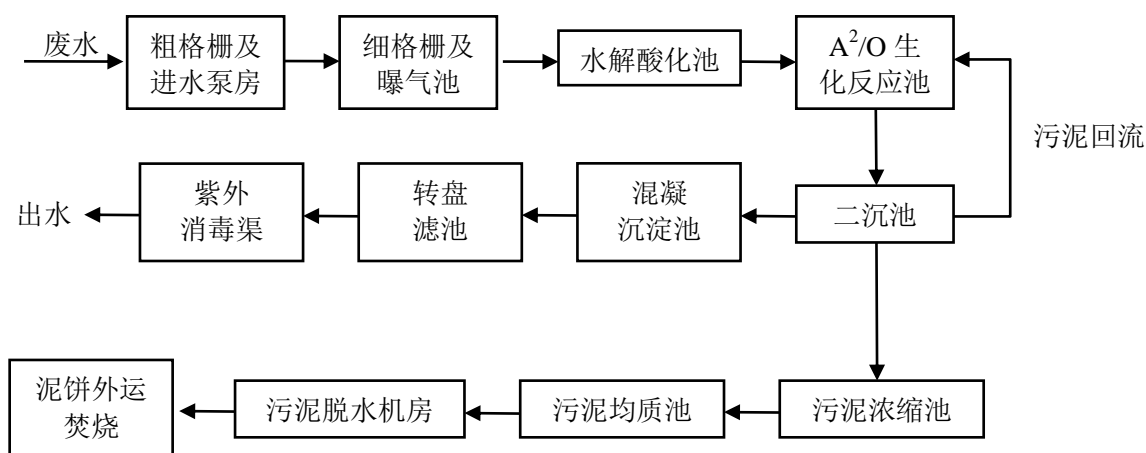 废水
粗格栅及
进水泵房
细格栅及
曝气池
水解酸化池
A²/O 生
化反应池
污泥回流
出水
紫外
消毒渠
转盘
滤池
混凝
沉淀池
二沉池
泥饼外运
焚烧
污泥脱水机房
污泥均质池
污泥浓缩池